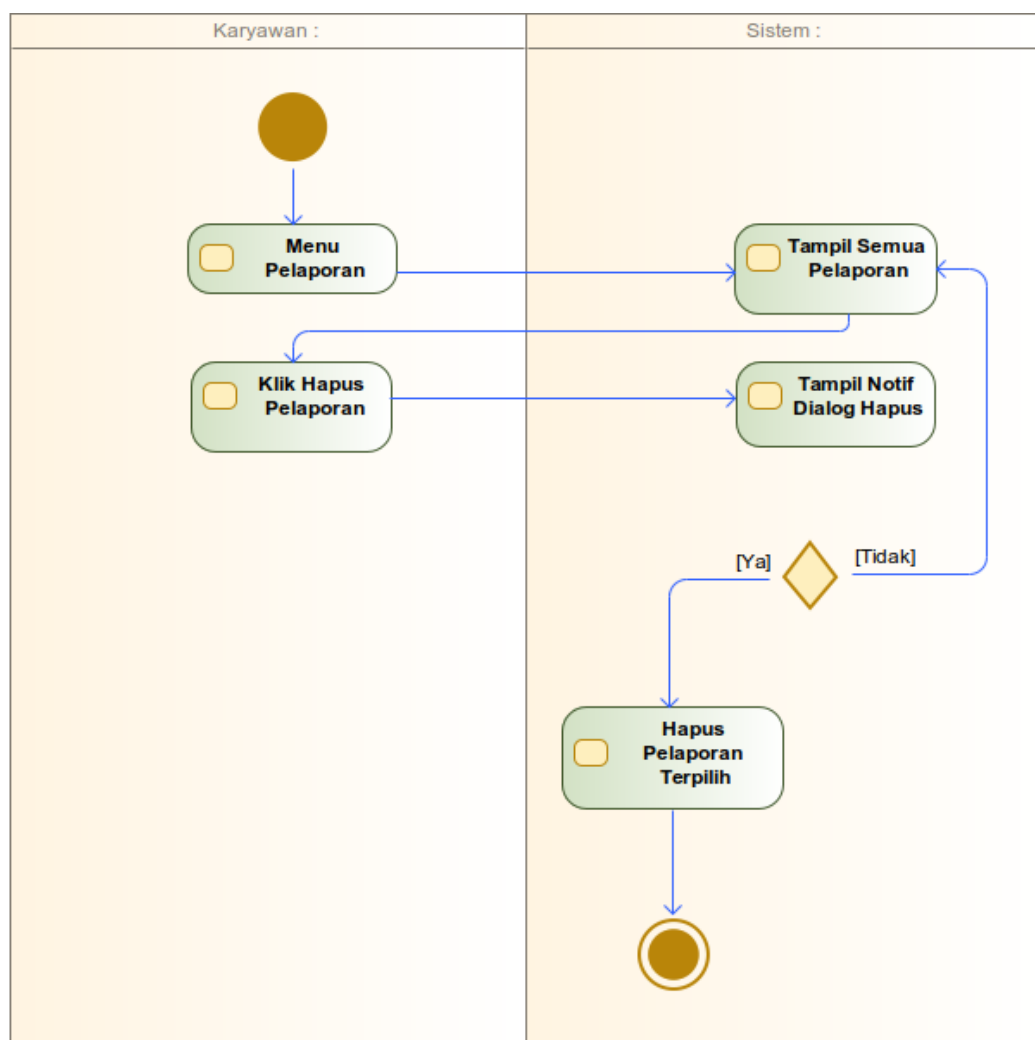 Karyawan :
Sistem :
Menu
Pelaporan
Tampil Semua
Pelaporan
Klik Hapus
Pelaporan
Tampil Notif
Dialog Hapus
[Ya]
[Tidak]
Hapus
Pelaporan
Terpilih